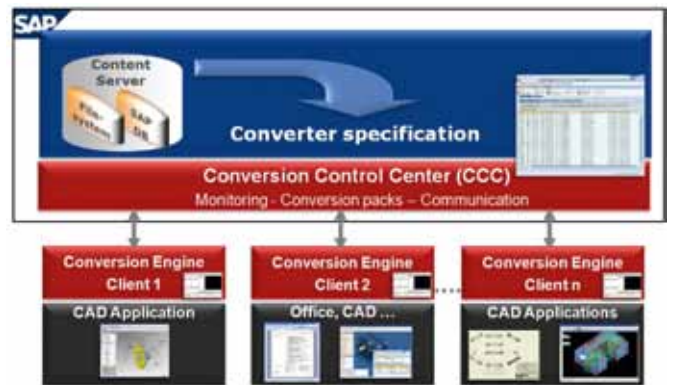 SAP
Content
Server
File-
system
SAP
DB
Converter specification
Conversion Control Center (CCC)
Monitoring - Conversion packs – Communication
Conversion Engine
Client 1
Conversion Engine
Client 2
Conversion Engine
Client n
CAD Application
Office, CAD ...
CAD Applications